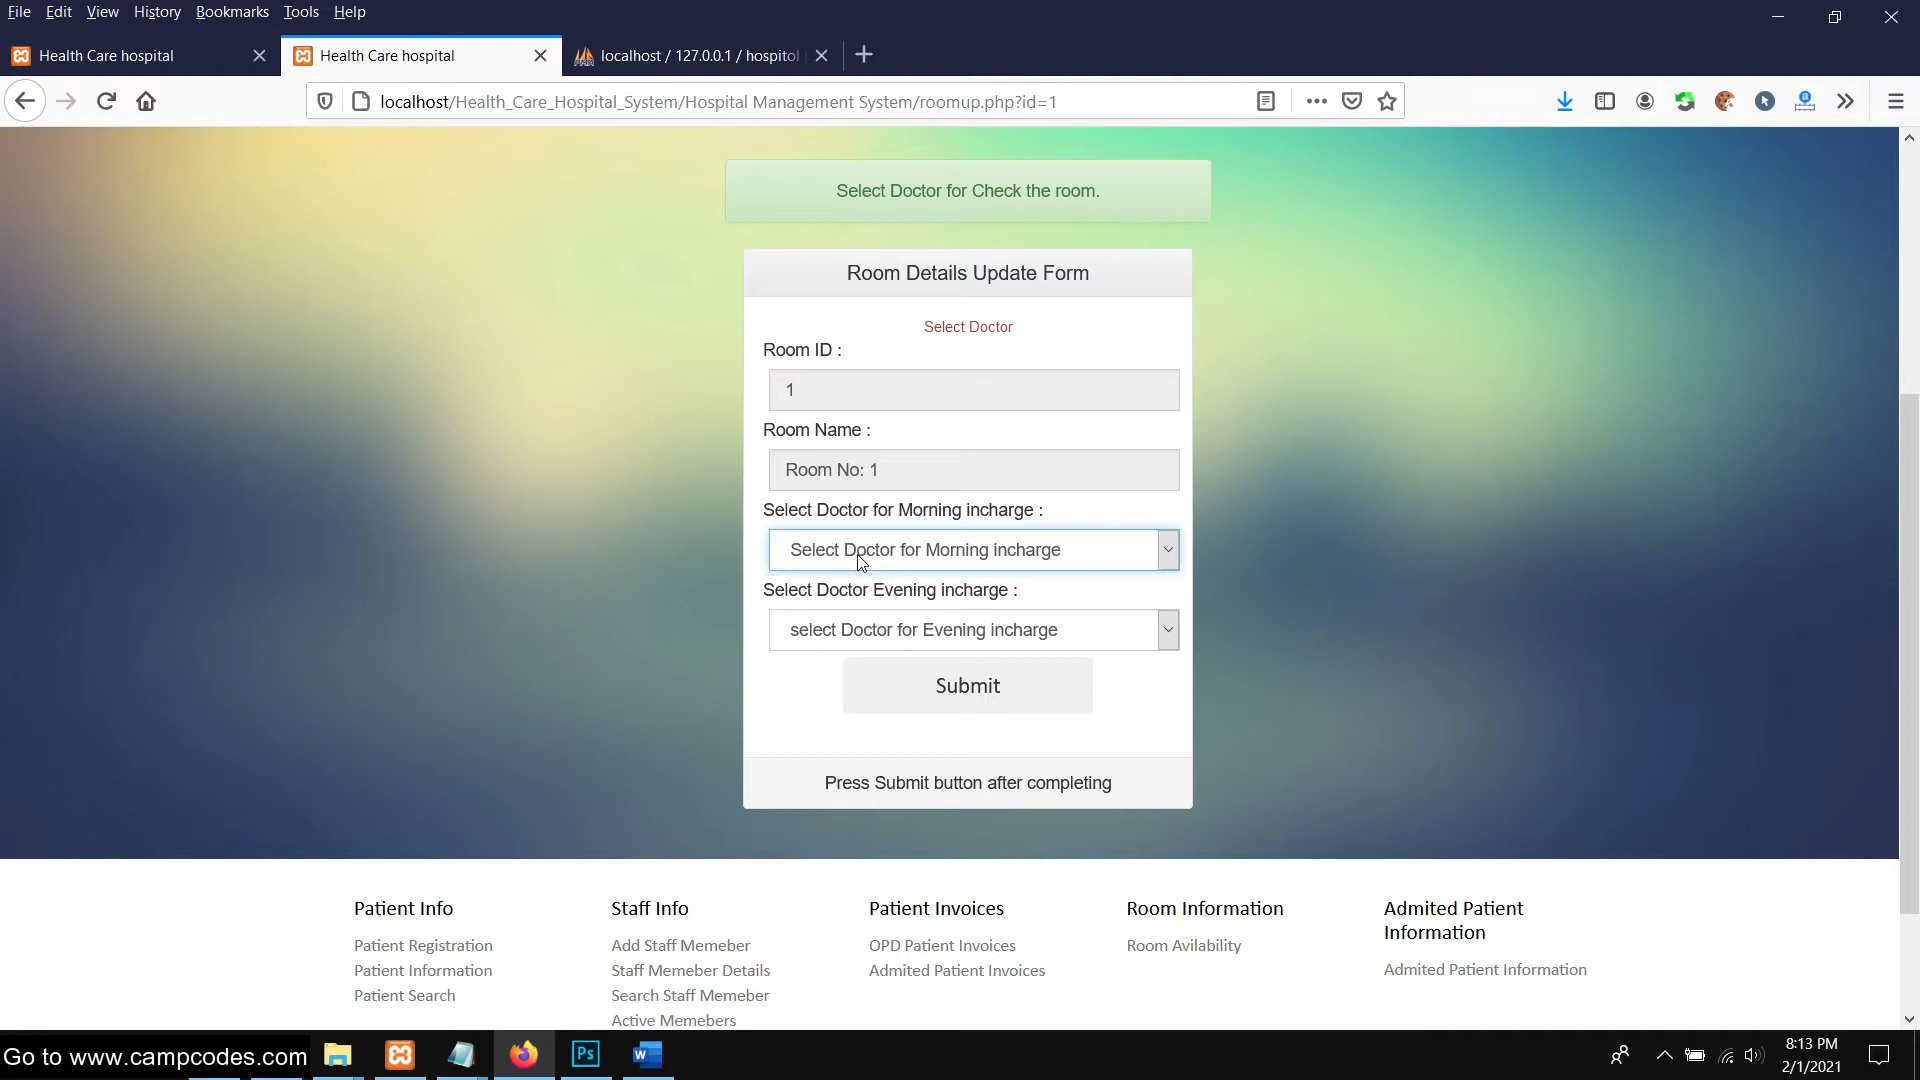 File Edit View History Bookmarks Tools Help
Health Care hospital
Health Care hospital
localhost / 127.0.0.1 / hospitol
localhost/Health_Care_Hospital_System/Hospital Management System/roomup.php?id=1
Select Doctor for Check the room.
Room Details Update Form
Select Doctor
Room ID :
1
Room Name :
Room No: 1
Select Doctor for Morning incharge :
Select Doctor for Morning incharge
Select Doctor Evening incharge :
select Doctor for Evening incharge
Submit
Press Submit button after completing
Patient Info
Patient Registration
Patient Information
Patient Search
Staff Info
Add Staff Memeber
Staff Memeber Details
Search Staff Memeber
Active Memebers
Patient Invoices
OPD Patient Invoices
Admited Patient Invoices
Room Information
Room Avilability
Admited Patient
Information
Admited Patient Information
Go to www.campcodes.com
Ps
W
8:13 PM
2/1/2021